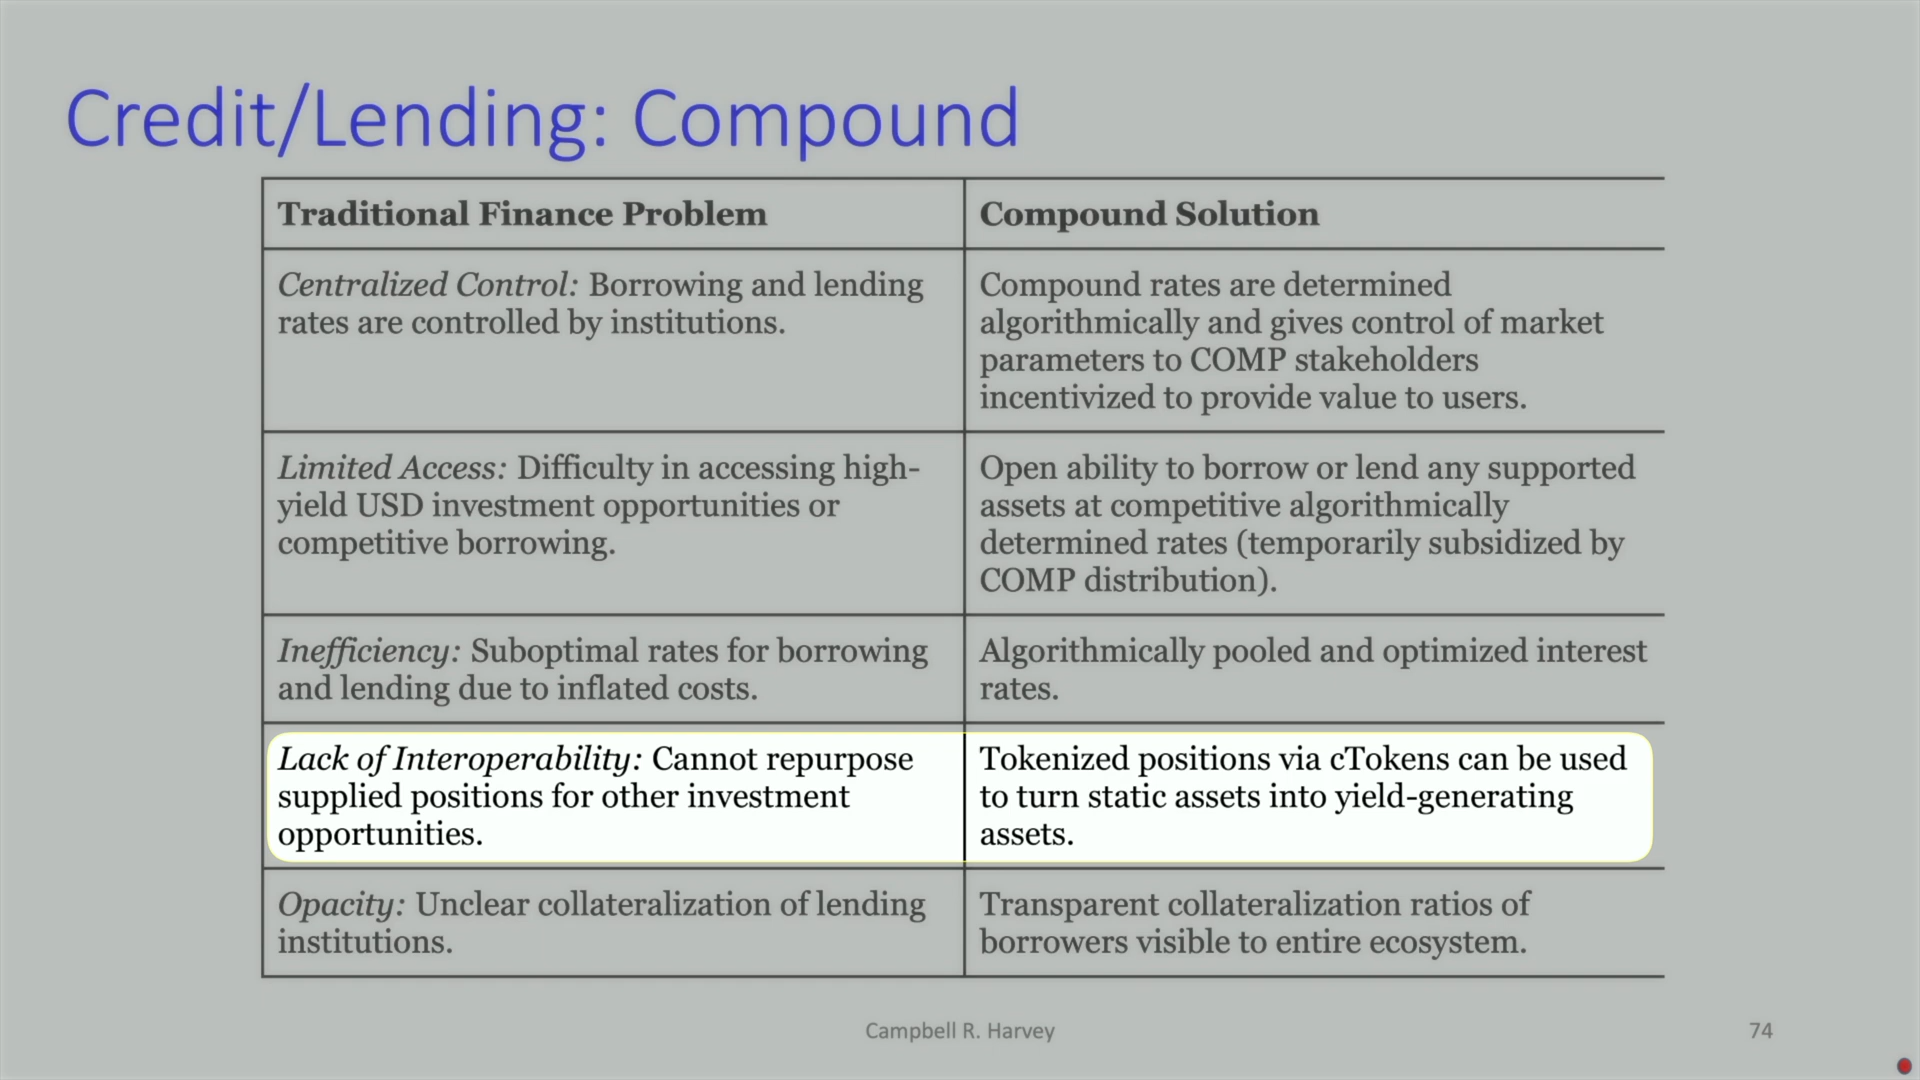 Credit/Lending: Compound
Traditional Finance Problem
Compound Solution
Centralized Control: Borrowing and lending
rates are controlled by institutions.
Compound rates are determined
algorithmically and gives control of market
parameters to COMP stakeholders
incentivized to provide value to users.
Limited Access: Difficulty in accessing high-
yield USD investment opportunities or
competitive borrowing.
Open ability to borrow or lend any supported
assets at competitive algorithmically
determined rates (temporarily subsidized by
COMP distribution).
Inefficiency: Suboptimal rates for borrowing
and lending due to inflated costs.
Algorithmically pooled and optimized interest
rates.
Lack of Interoperability: Cannot repurpose
supplied positions for other investment
opportunities.
Tokenized positions via cTokens can be used
to turn static assets into yield-generating
assets.
Opacity: Unclear collateralization of lending
institutions.
Transparent collateralization ratios of
borrowers visible to entire ecosystem.
Campbell R. Harvey
74